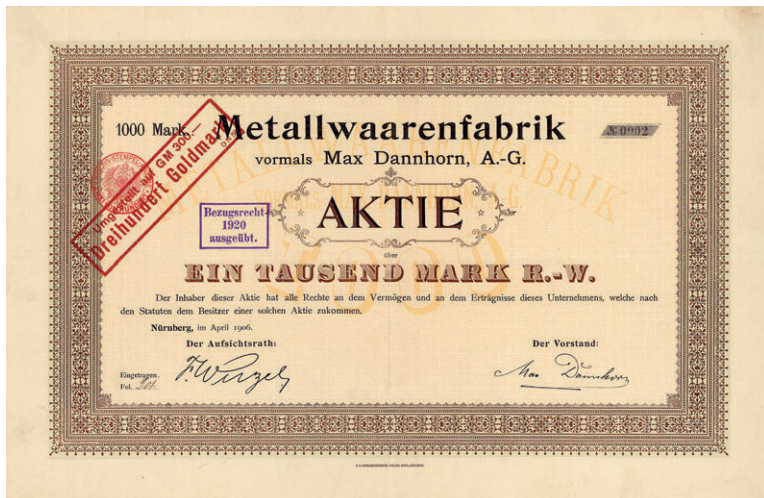 1000 Mark.
Metallwaarenfabrik
№ 0902
vormals Max Dannhorn, A.-G.
Umgestellt auf GM 300.—
Dreihundert Goldmark
Bezugsrecht
1920
ausgeübt.
AKTIE
über
EIN TAUSEND MARK R.-W.
Der Inhaber dieser Aktie hat alle Rechte an dem Vermögen und an dem Erträgnisse dieses Unternehmens, welche nach
den Statuten dem Besitzer einer solchen Aktie zukommen.
Nürnberg, im April 1906.
Der Aufsichtsrath:
Der Vorstand:
Eingetragen.
Fol.
Max Dannhorn